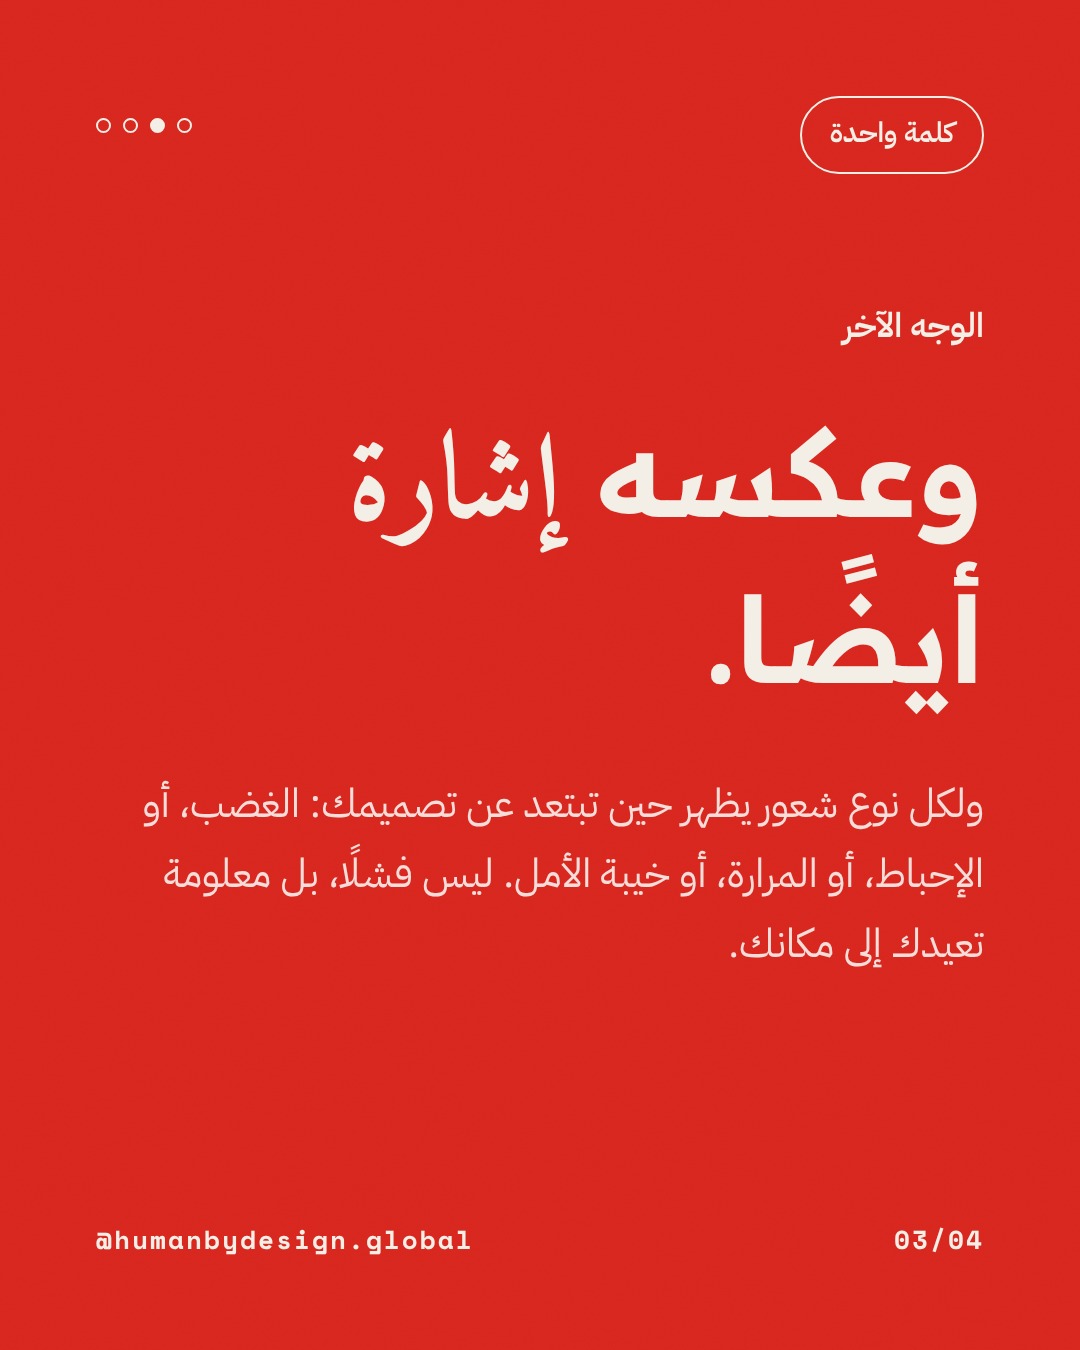 كلمة واحدة
الوجه الآخر
وعكسه إشارة
أيضًا.
ولكل نوع شعور يظهر حين تبتعد عن تصميمك: الغضب، أو
الإحباط، أو المرارة، أو خيبة الأمل. ليس فشلًا، بل معلومة
تعيدك إلى مكانك.
@humanbydesign.global
03/04